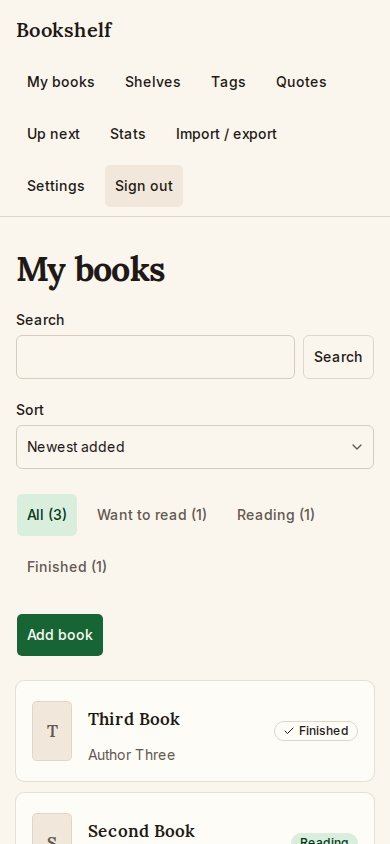 Bookshelf
My books Shelves Tags Quotes
Up next Stats Import / export
Settings Sign out
My books
Search
Search
Sort
Newest added
All (3) Want to read (1) Reading (1)
Finished (1)
Add book
T Third Book Finished
Author Three
S Second Book Reading